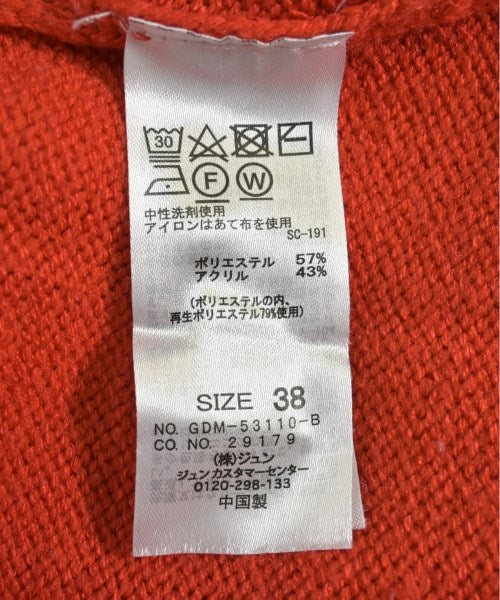 30
F W
中性洗剤使用
アイロンはあて布を使用
SC-191
ポリエステル 57%
アクリル 43%
(ポリエステルの内、
再生ポリエステル79%使用)
SIZE 38
NO. GDM-53110-B
CO. NO. 29179
(株)ジュン
ジュンカスタマーセンター
0120-298-133
中国製